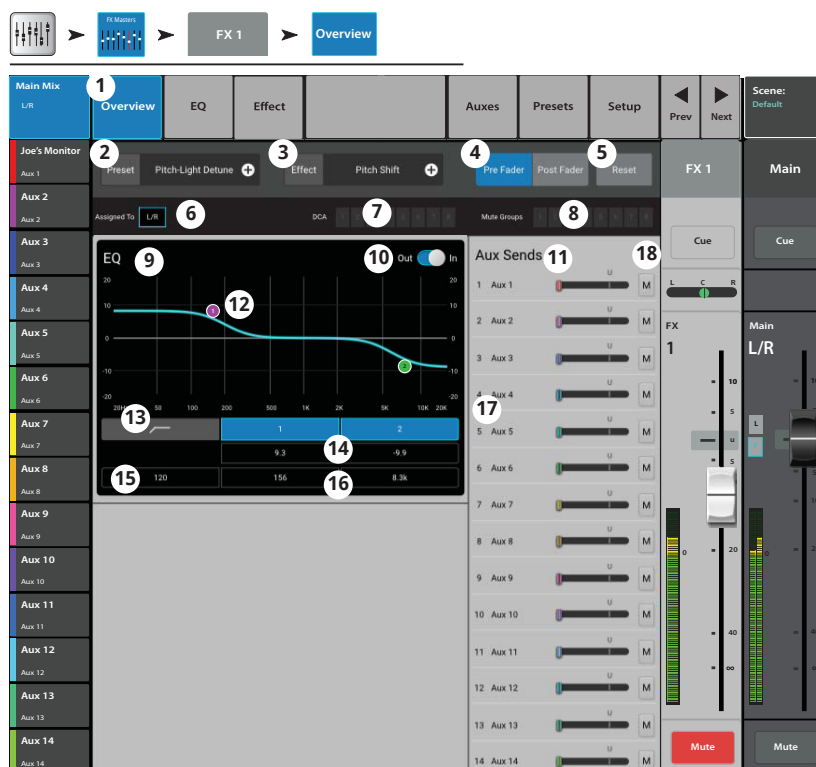 FX Masters
FX 1
Overview
Main Mix
L/R
1
Overview
EQ
Effect
Auxes
Presets
Setup
Prev
Next
Scene:
Default
Joe's Monitor
Aux 1
Aux 2
Aux 2
Aux 3
Aux 3
Aux 4
Aux 4
Aux 5
Aux 5
Aux 6
Aux 6
Aux 7
Aux 7
Aux 8
Aux 8
Aux 9
Aux 9
Aux 10
Aux 10
Aux 11
Aux 11
Aux 12
Aux 12
Aux 13
Aux 13
Aux 14
Aux 14
2
Preset
Pitch-Light Detune
3
Effect
Pitch Shift
4
Pre Fader
Post Fader
5
Reset
Assigned To
L/R
6
DCA
7
Mute Groups
8
EQ
9
10
Out
In
20
10
0
-10
-20
20
10
0
-10
-20
1
12
2
20Hz
50
100
200
500
1K
2K
5K
10K
20K
13
1
2
9.3
14
-9.9
15
120
156
16
8.3k
Aux Sends
11
18
17
1 Aux 1 U M
2 Aux 2 U M
3 Aux 3 U M
4 Aux 4 U M
5 Aux 5 U M
6 Aux 6 U M
7 Aux 7 U M
8 Aux 8 U M
9 Aux 9 U M
10 Aux 10 U M
11 Aux 11 U M
12 Aux 12 U M
13 Aux 13 U M
14 Aux 14 U M
FX 1
Cue
L C R
FX
1
10
5
U
5
20
40
∞
0
Mute
Main
Cue
Main
L/R
L
0
Mute